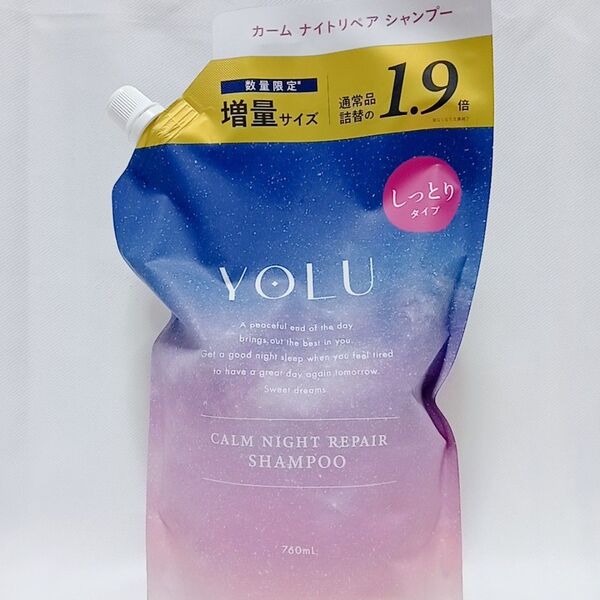 カーム ナイトリペア シャンプー
数量限定※
増量サイズ
通常品
詰替の
1.9倍
しっとり
タイプ
YOLU
A peaceful end of the day
brings out the best in you.
Get a good night sleep when you feel tired
to have a great day again tomorrow.
Sweet dreams.
CALM NIGHT REPAIR
SHAMPOO
760mL